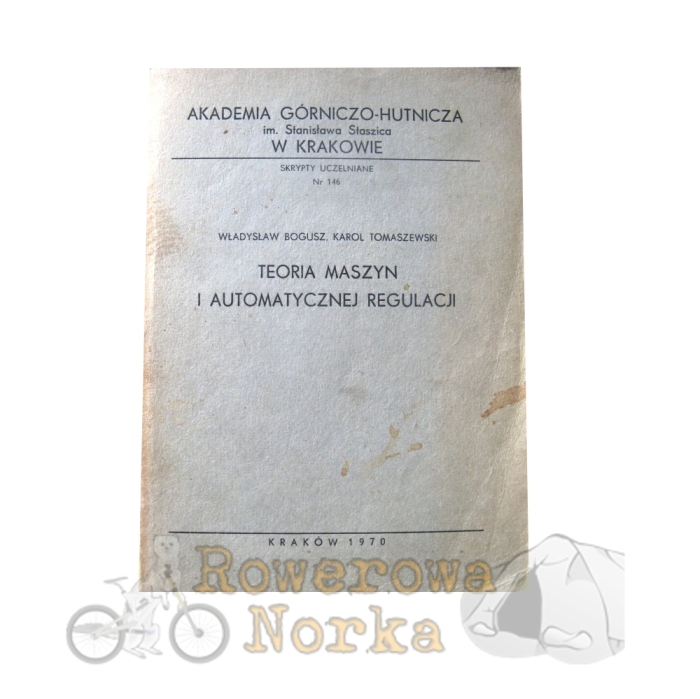 AKADEMIA GÓRNICZO-HUTNICZA
im. Stanisława Staszica
W KRAKOWIE
SKRYPTY UCZELNIANE
Nr 146
WŁADYSŁAW BOGUSZ, KAROL TOMASZEWSKI
TEORIA MASZYN
I AUTOMATYCZNEJ REGULACJI
KRAKÓW 1970
Rowerowa
Norka